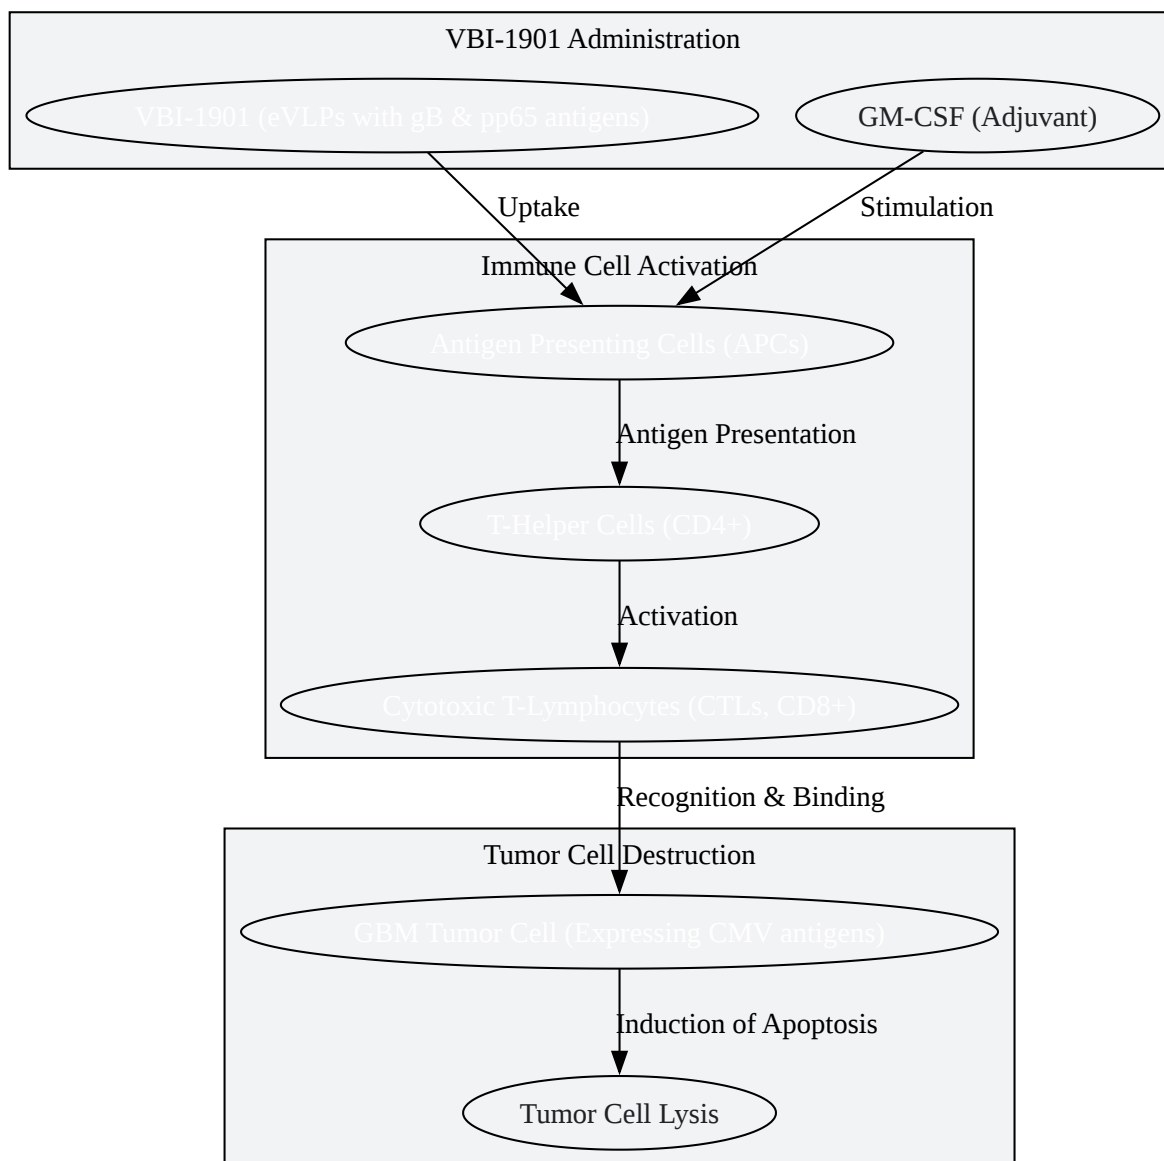 VBI-1901 Administration
VBI-1901 (eVLPs with gB & pp65 antigens)
GM-CSF (Adjuvant)
Uptake
Stimulation
Immune Cell Activation
Antigen Presenting Cells (APCs)
Antigen Presentation
T-Helper Cells (CD4+)
Activation
Cytotoxic T-Lymphocytes (CTLs, CD8+)
Recognition & Binding
Tumor Cell Destruction
GBM Tumor Cell (Expressing CMV antigens)
Induction of Apoptosis
Tumor Cell Lysis